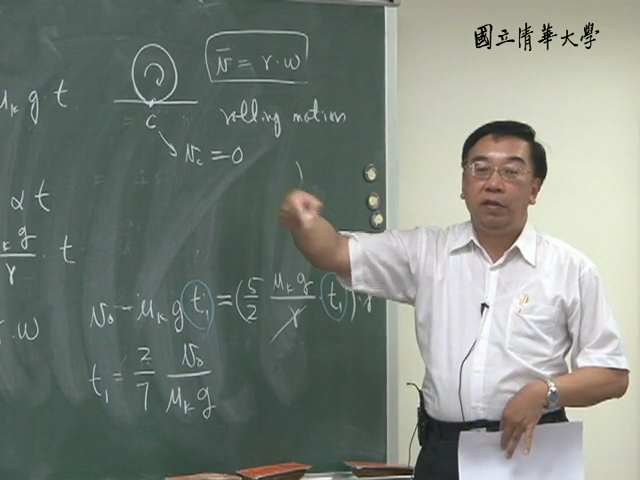 國立清華大學
μₖ g t
v̄ = r·ω
c
rolling motion
v_c = 0
α t
μₖ g / r · t
v₀ − μₖ g t₁ = (5/2 μₖ g / r · t₁) · r
r·ω
t₁ = 2/7 v₀ / μₖ g